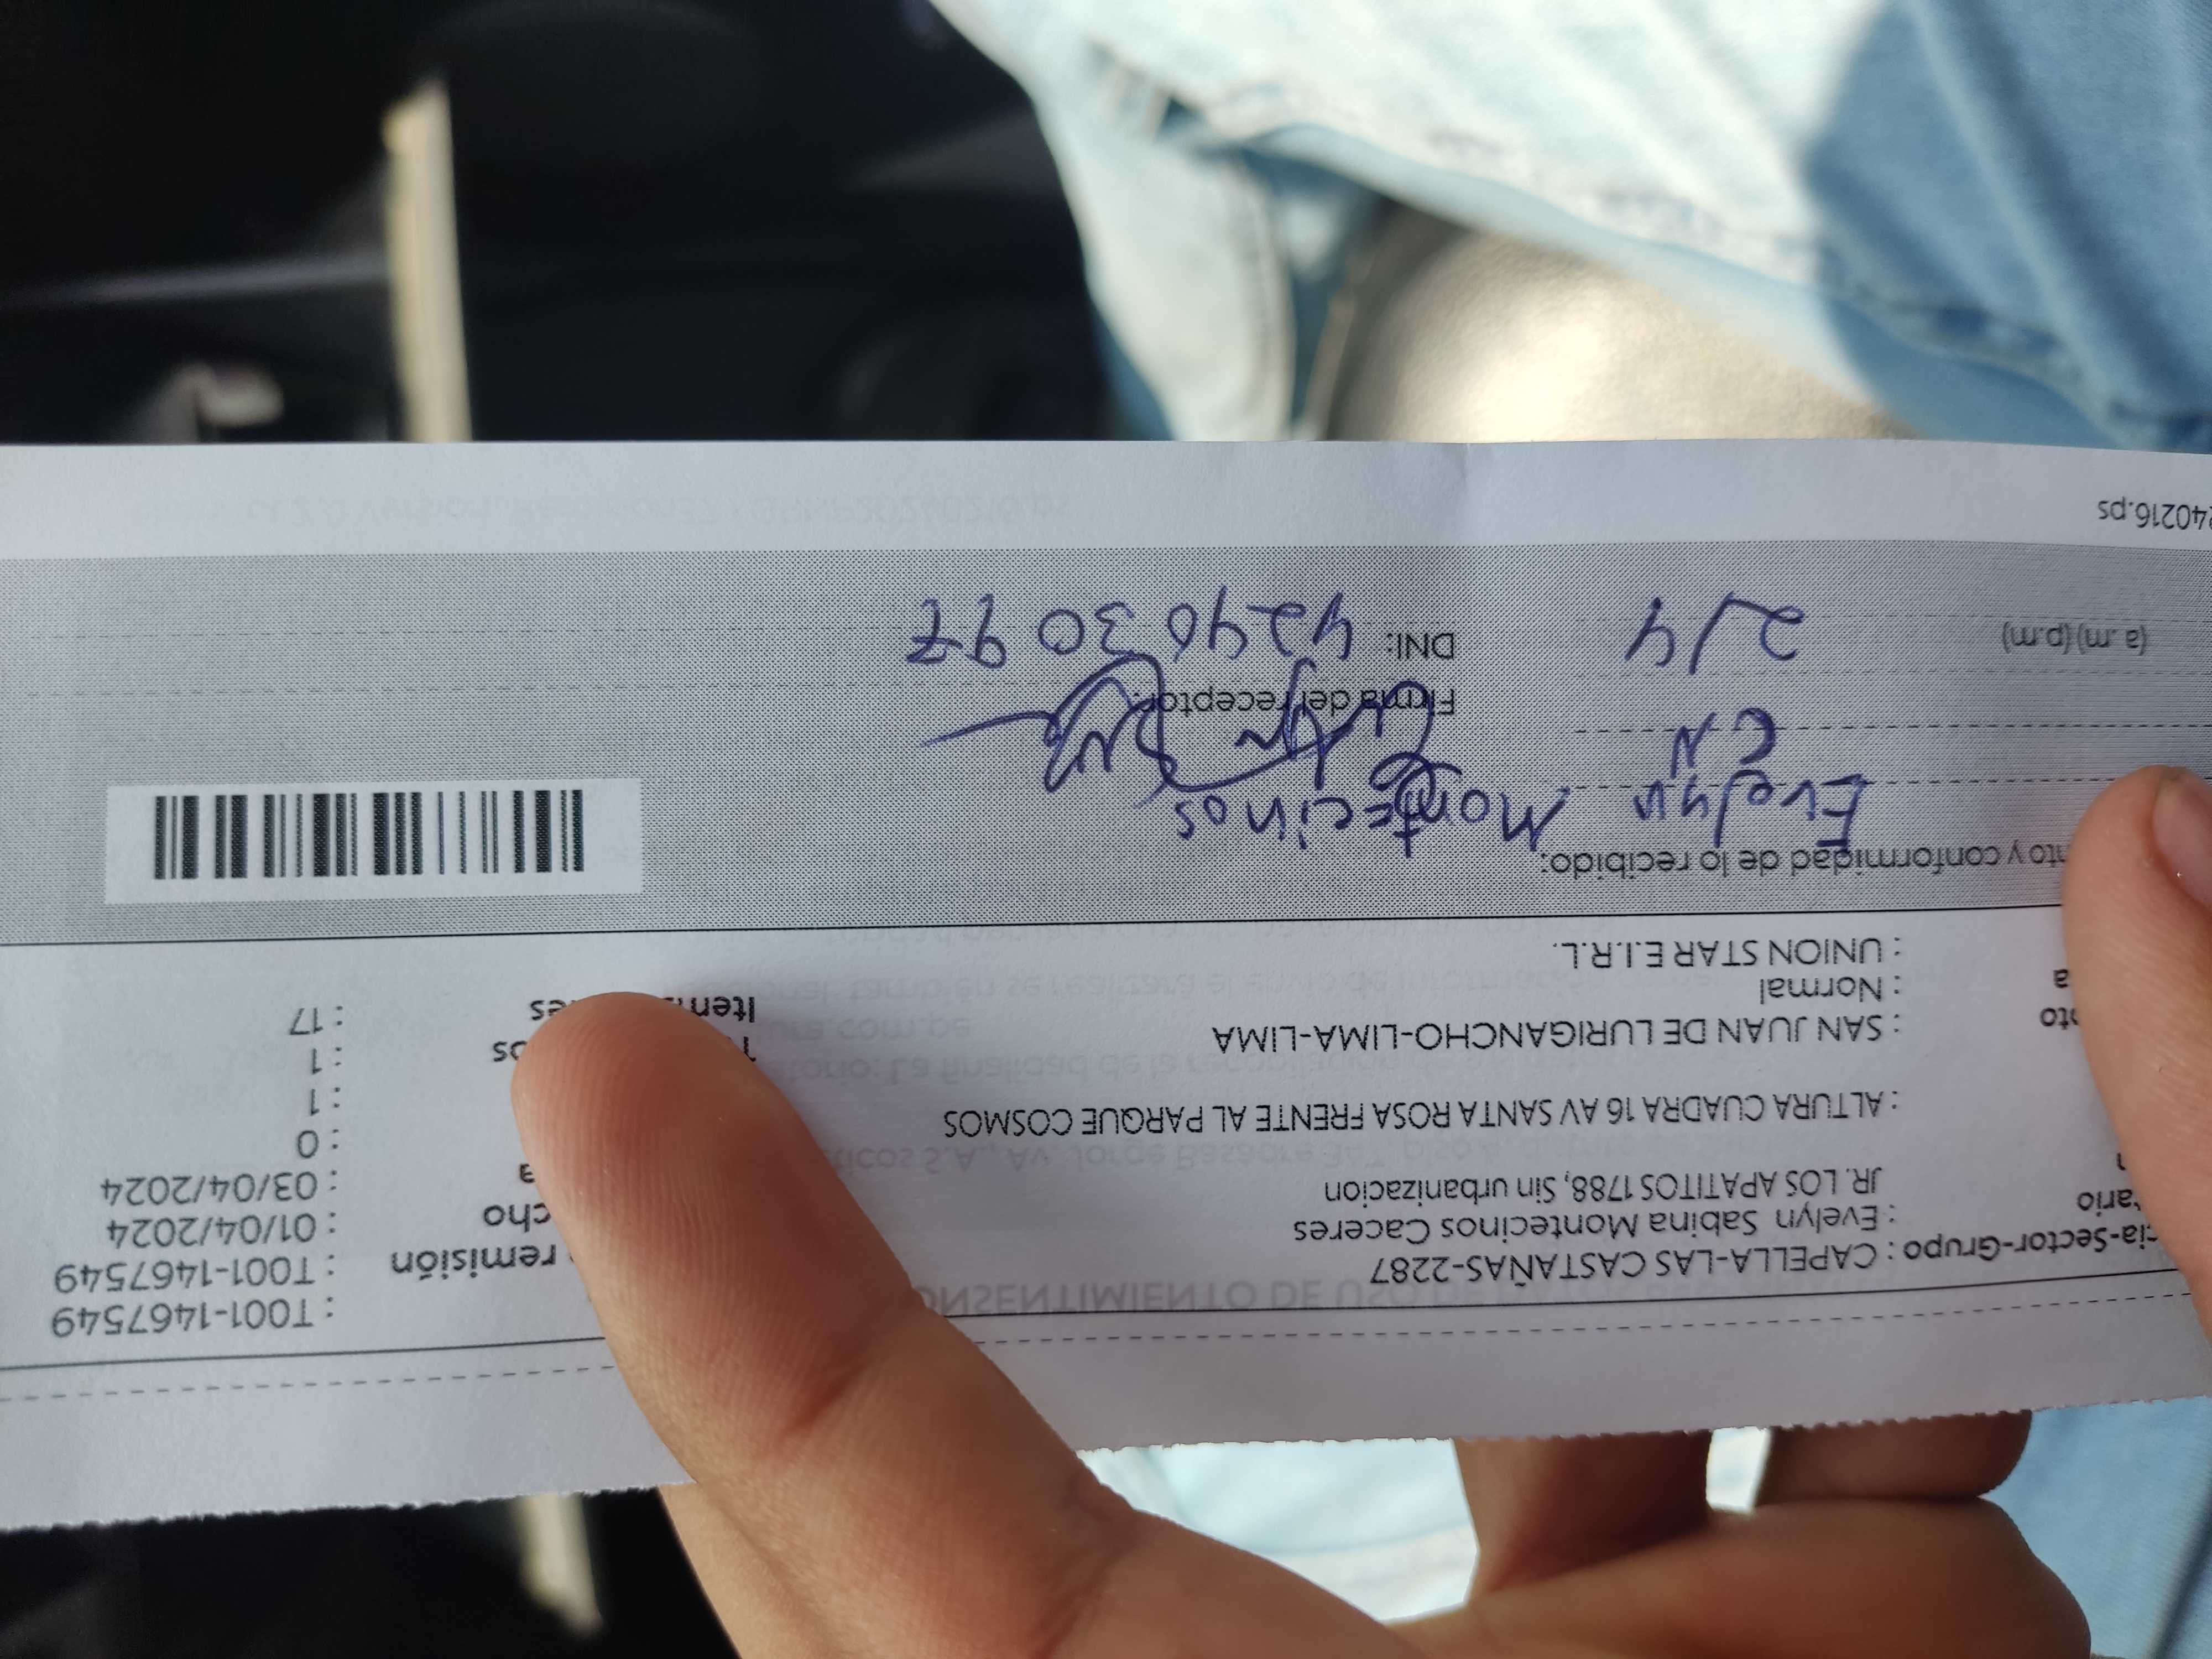 T001-1467549
remisión : T001-1467549
cho : 01/04/2024
a : 03/04/2024
: 0
: 1
: 1
Item : 17
cia-Sector-Grupo : CAPELLA-LAS CASTAÑAS-2287
: Evelyn Sabina Montecinos Caceres
JR. LOS APATITOS 1788, Sin urbanizacion
: ALTURA CUADRA 16 AV SANTA ROSA FRENTE AL PARQUE COSMOS
: SAN JUAN DE LURIGANCHO-LIMA-LIMA
: Normal
: UNION STAR E.I.R.L.
nto y conformidad de lo recibido:
Evelyn Montecinos
CN
Firma del receptor:
(a.m) (p.m) 2/4 DNI:
240216.ps